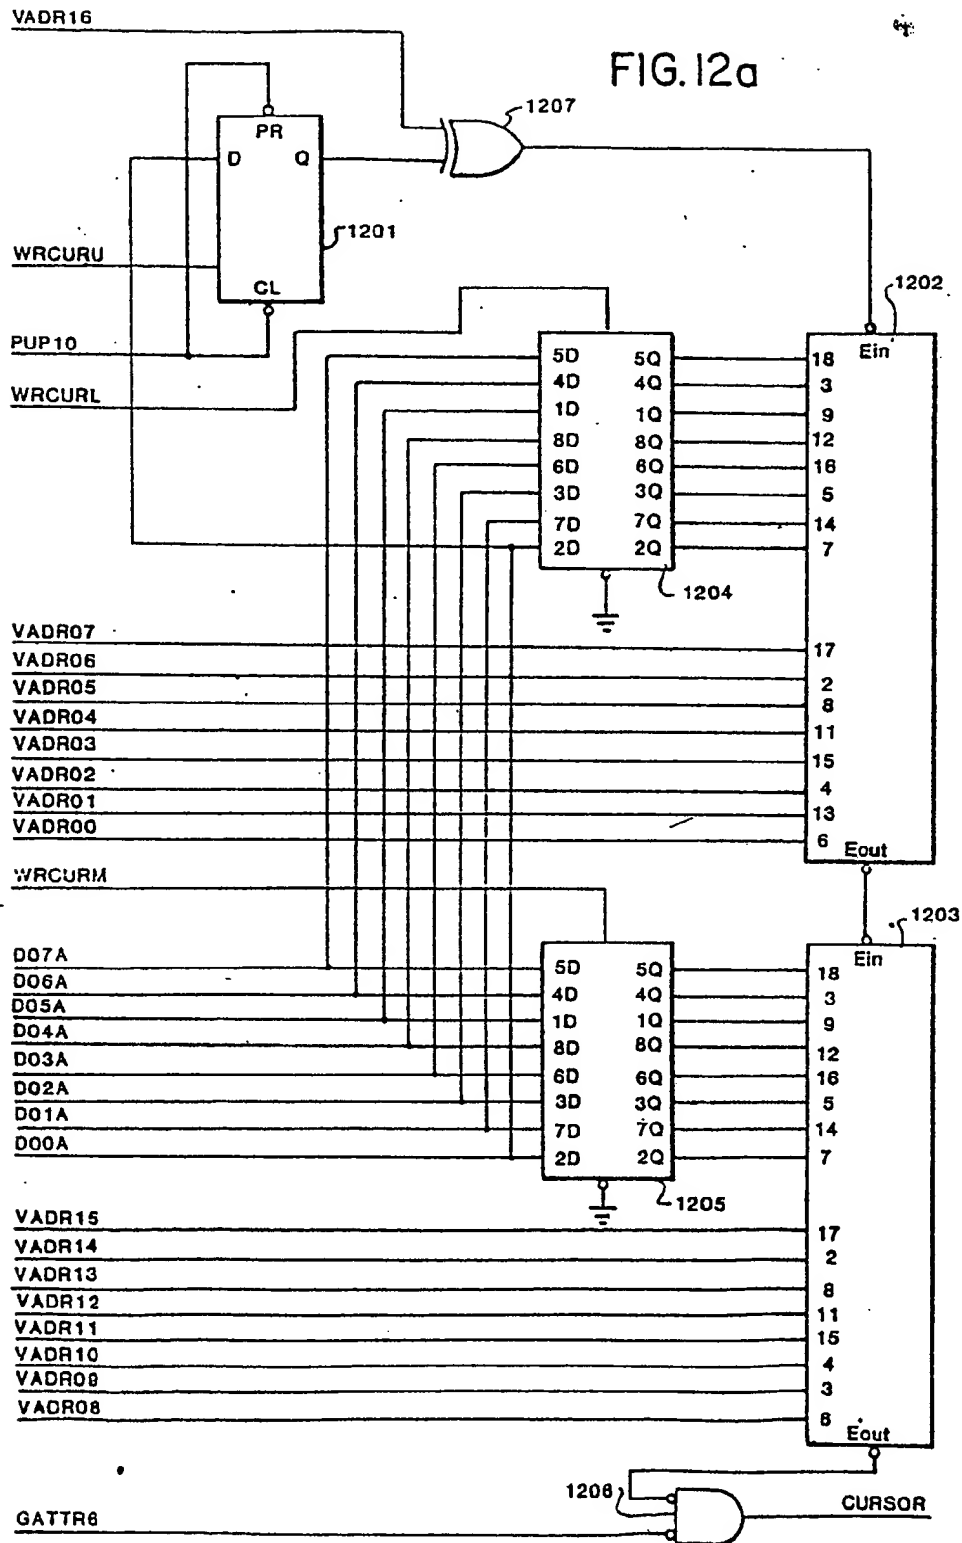 VADR16
FIG.12a
1207
PR
D Q
1201
WRCURU
CL
1202
PUP10
Ein
WRCURL
5D 5Q 18
4D 4Q 3
1D 1Q 9
8D 8Q 12
6D 6Q 16
3D 3Q 5
7D 7Q 14
2D 2Q 7
1204
VADR07 17
VADR06 2
VADR05 8
VADR04 11
VADR03 15
VADR02 4
VADR01 13
VADR00 6
Eout
WRCURM
1203
Ein
D07A 5D 5Q 18
D06A 4D 4Q 3
D05A 1D 1Q 9
D04A 8D 8Q 12
D03A 6D 6Q 16
D02A 3D 3Q 5
D01A 7D 7Q 14
D00A 2D 2Q 7
1205
VADR15 17
VADR14 2
VADR13 8
VADR12 11
VADR11 15
VADR10 4
VADR09 3
VADR08 6
Eout
1206
CURSOR
GATTR6